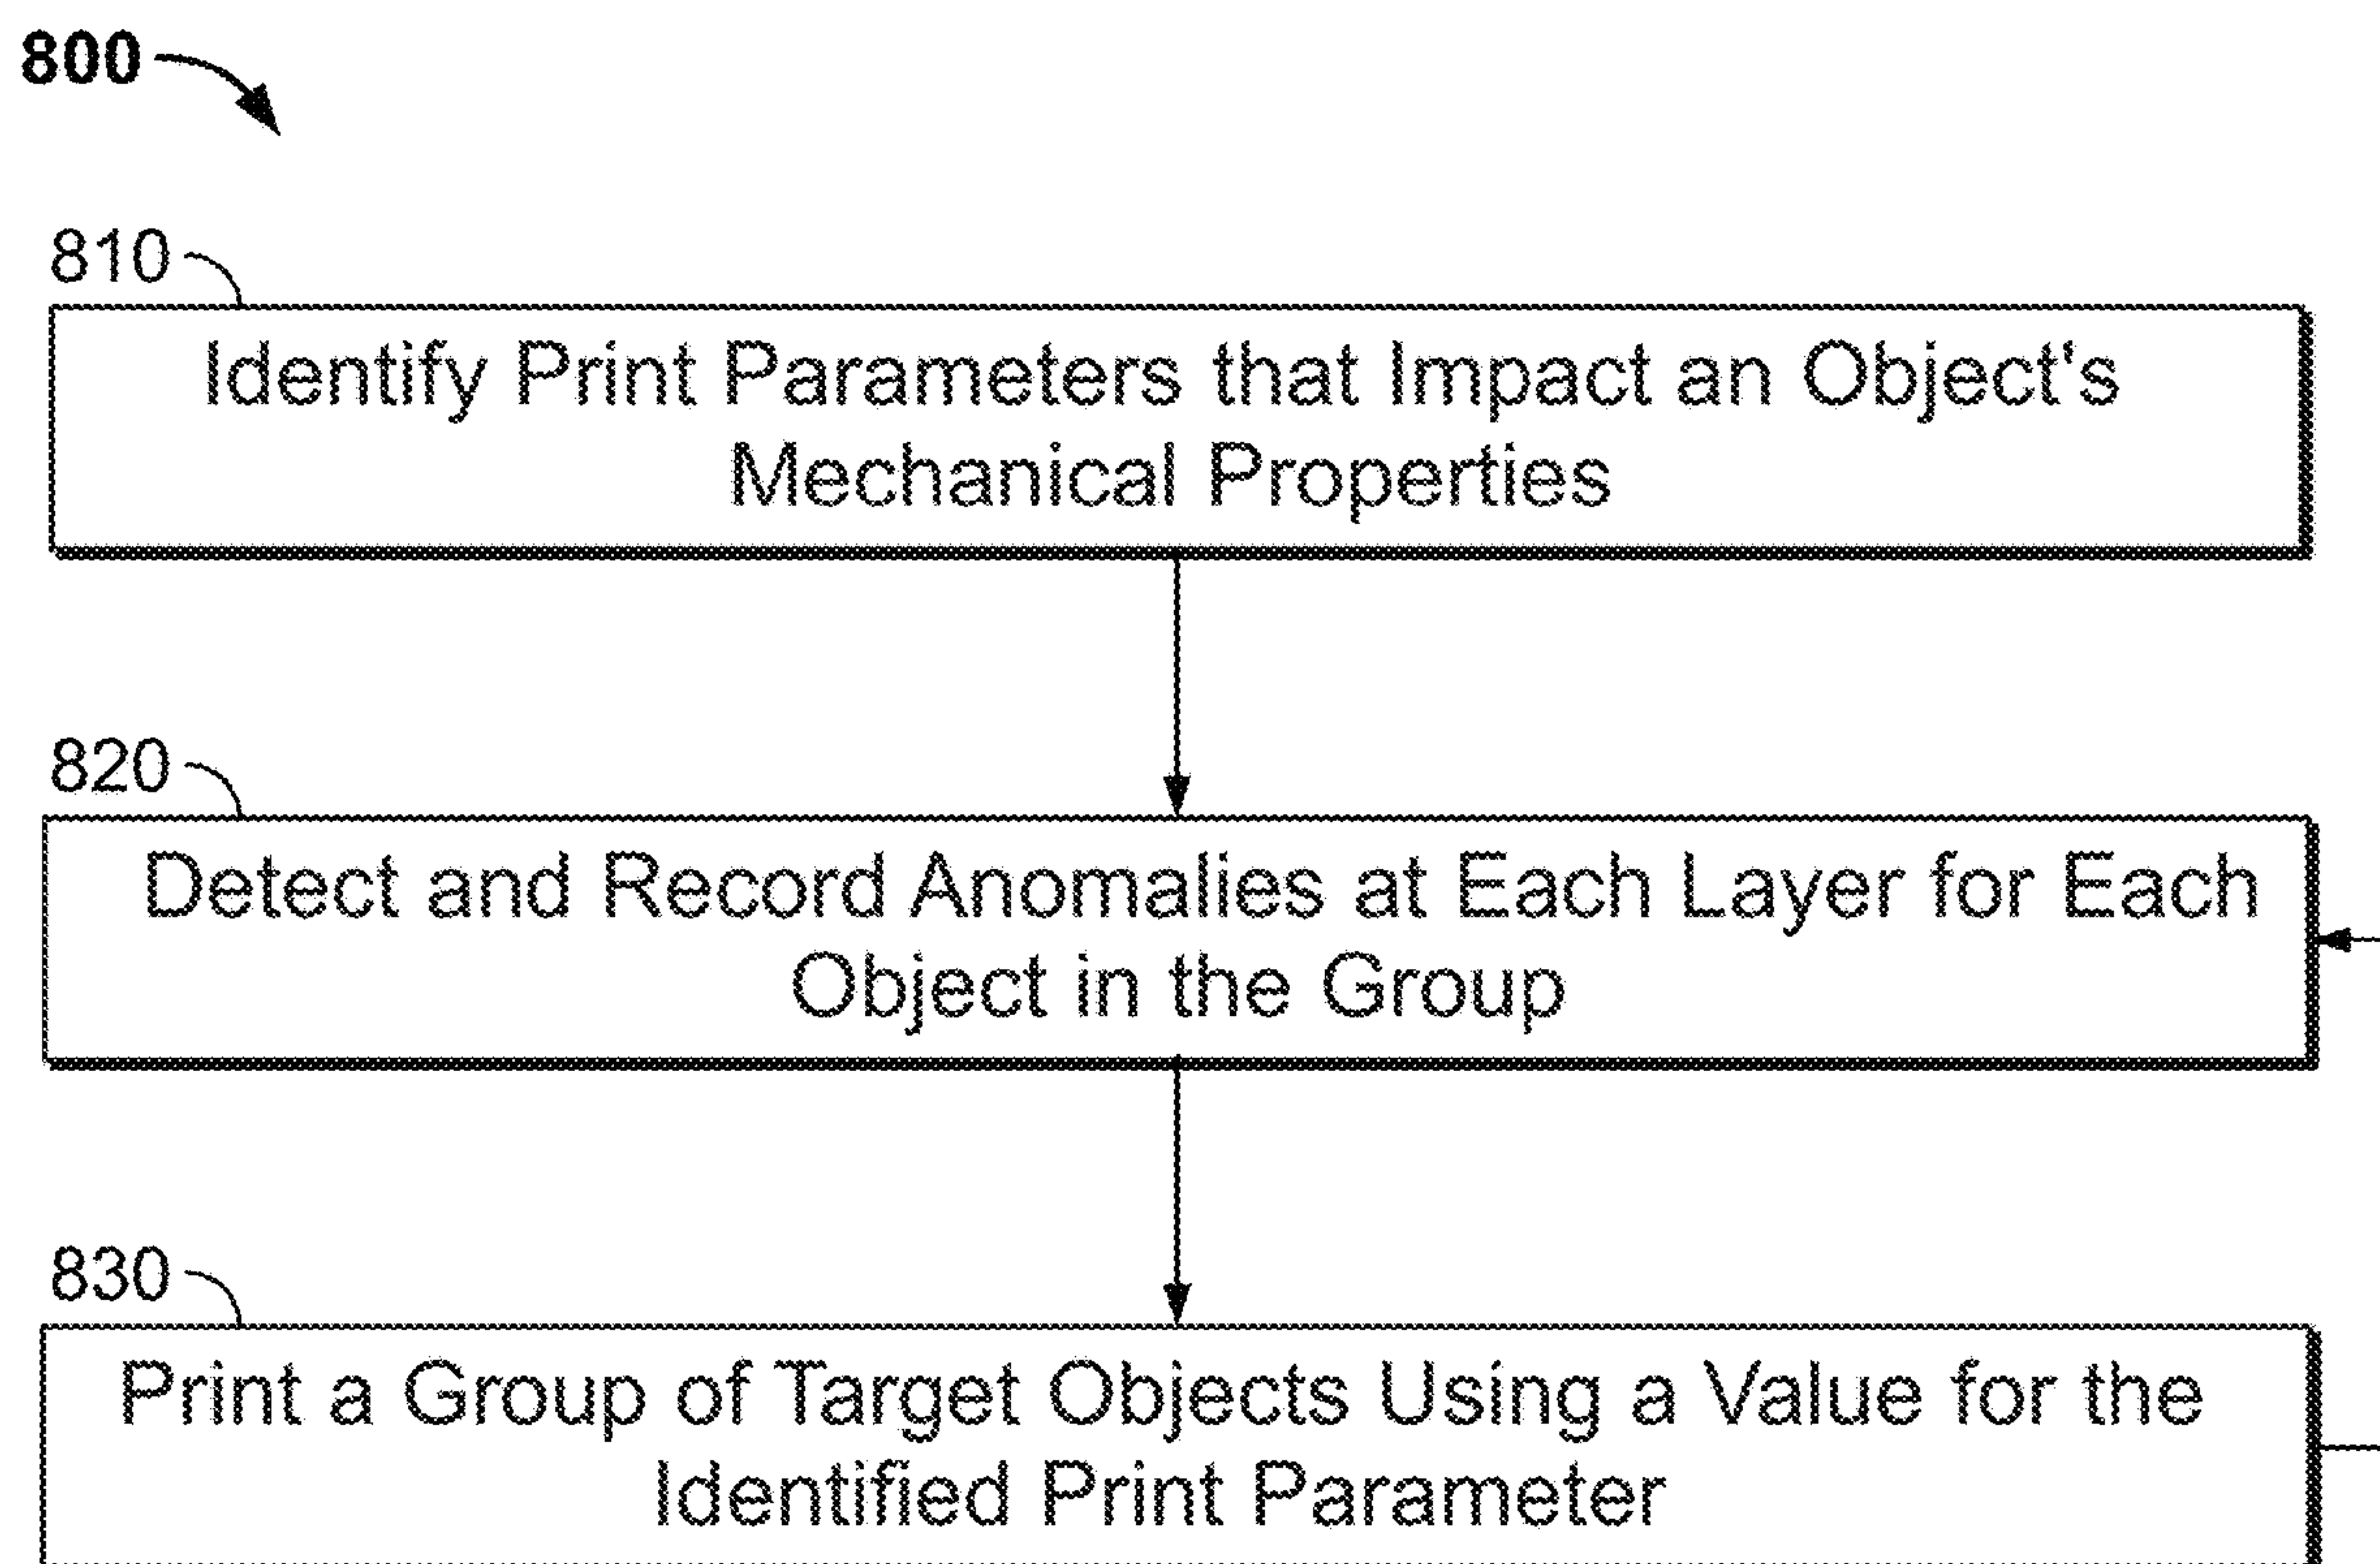 800
810
Identify Print Parameters that Impact an Object's
Mechanical Properties
820
Detect and Record Anomalies at Each Layer for Each
Object in the Group
830
Print a Group of Target Objects Using a Value for the
Identified Print Parameter